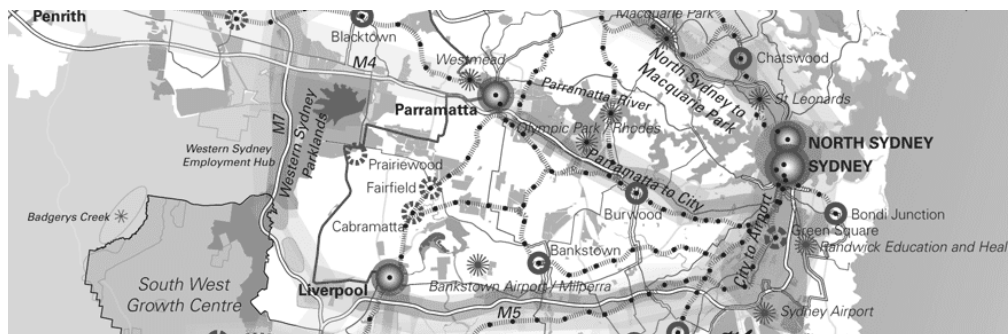 Penrith
Blacktown
Macquarie Park
Chatswood
M4
Westmead
North Sydney to
Macquarie Park
St Leonards
Parramatta
Parramatta River
Olympic Park / Rhodes
NORTH SYDNEY
SYDNEY
M7
Western Sydney
Parklands
Western Sydney
Employment Hub
Prairiewood
Fairfield
Parramatta to City
Cabramatta
Burwood
Badgerys Creek
Bondi Junction
Green Square
Randwick Education and Heal
Bankstown
City to Airport
South West
Growth Centre
Liverpool
Bankstown Airport / Milperra
M5
Sydney Airport